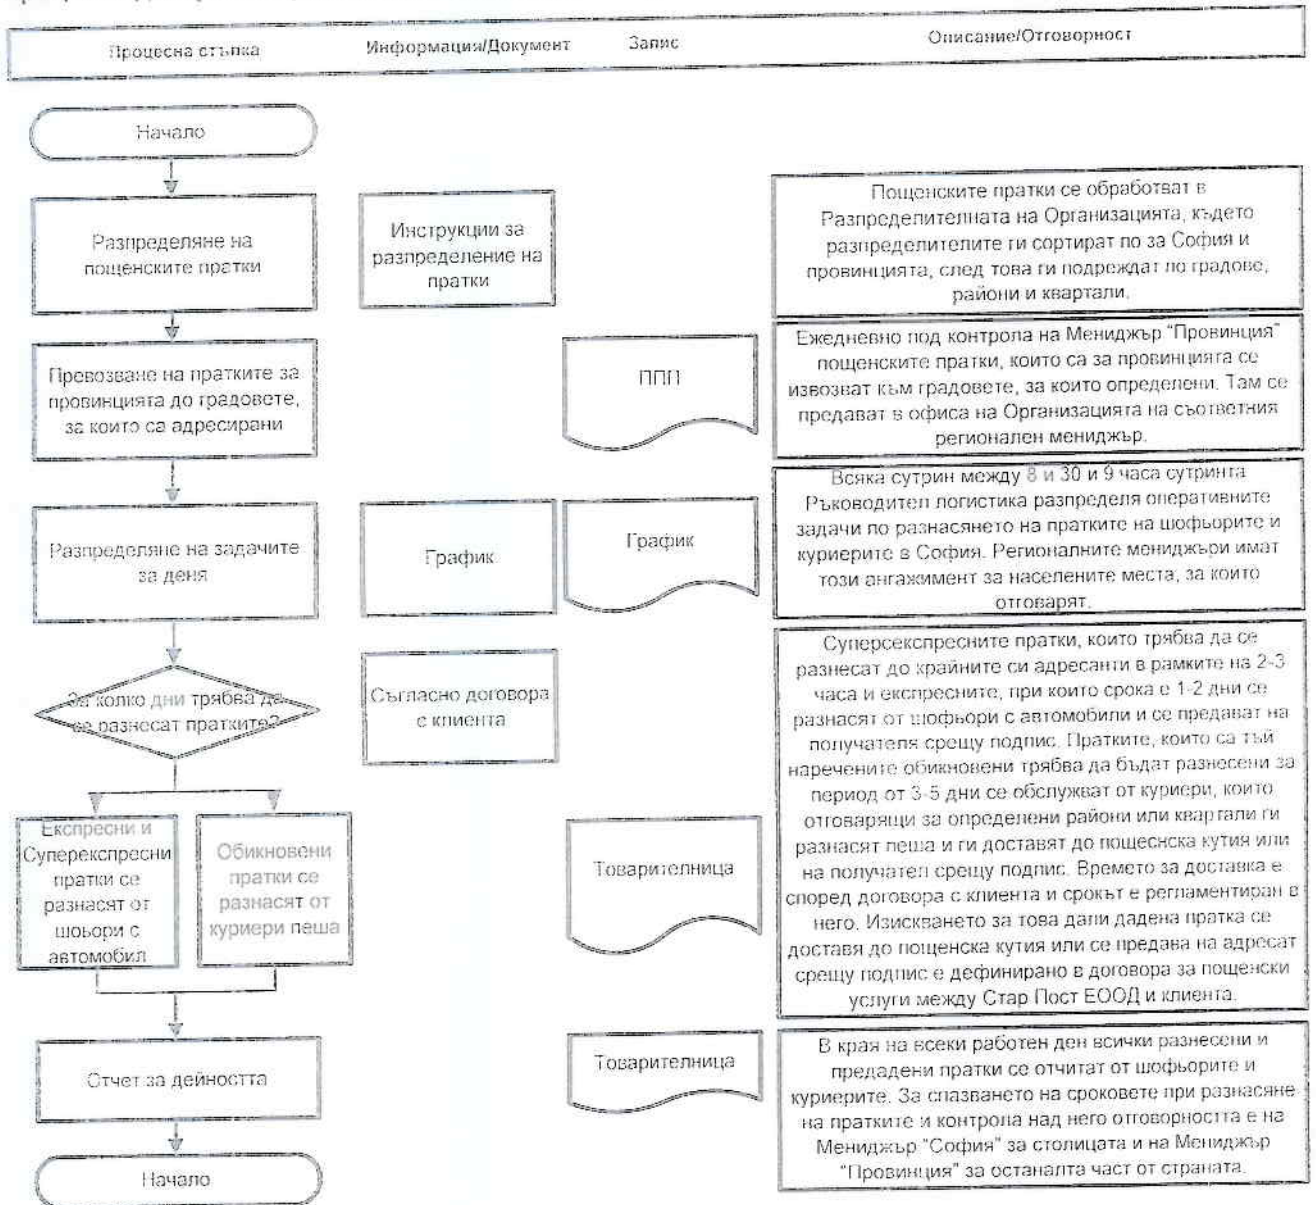 Процесна стъпка
Информация/Документ
Запис
Описание/Отговорност
Начало
Разпределяне на
пощенските пратки
Инструкции за
разпределение на
пратки
Пощенските пратки се обработват в
Разпределителната на Организацията, където
разпределителите ги сортират по за София и
провинцията, след това ги подреждат по градове,
райони и квартали.
Превозване на пратките за
провинцията до градовете,
за които са адресирани
ППП
Ежедневно под контрола на Мениджър "Провинция"
пощенските пратки, които са за провинцията се
извозват към градовете, за които определени. Там се
предават в офиса на Организацията на съответния
регионален мениджър.
Разпределяне на задачите
за деня
График
График
Всяка сутрин между 8 и 30 и 9 часа сутринта
Ръководител логистика разпределя оперативните
задачи по разнасянето на пратките на шофьорите и
куриерите в София. Регионалните мениджъри имат
този ангажимент за населените места, за които
отговарят.
За колко дни трябва да
се разнесат пратките?
Съгласно договора
с клиента
Суперсекспресните пратки, които трябва да се
разнесат до крайните си адресанти в рамките на 2-3
часа и експресните, при които срока е 1-2 дни се
разнасят от шофьори с автомобили и се предават на
получателя срещу подпис. Пратките, които са тъй
наречените обикновени трябва да бъдат разнесени за
период от 3-5 дни се обслужват от куриери, които
отговарящи за определени райони или квартали ги
разнасят пеша и ги доставят до пощеснска кутия или
на получател срещу подпис. Времето за доставка е
според договора с клиента и срокът е регламентиран в
него. Изискването за това дали дадена пратка се
доставя до пощенска кутия или се предава на адресат
срещу подпис е дефинирано в договора за пощенски
услуги между Стар Пост ЕООД и клиента.
Експресни и
Суперекспресни
пратки се
разнасят от
шоьори с
автомобил
Обикновени
пратки се
разнасят от
куриери пеша
Товарителница
Отчет за дейността
Товарителница
В края на всеки работен ден всички разнесени и
предадени пратки се отчитат от шофьорите и
куриерите. За спазването на сроковете при разнасяне
на пратките и контрола над него отговорността е на
Мениджър "София" за столицата и на Мениджър
"Провинция" за останалта част от страната.
Начало